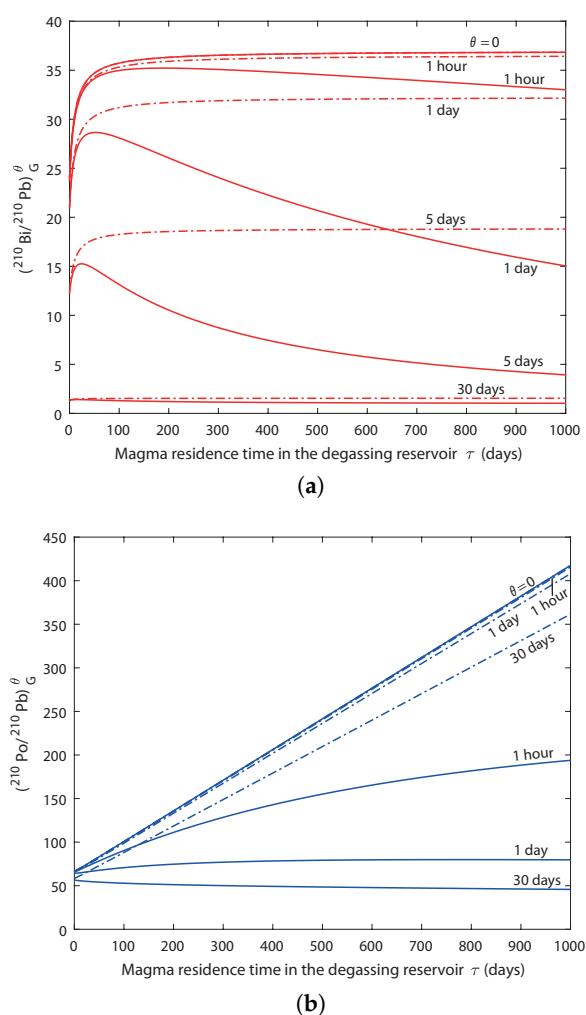 40
35
30
25
20
15
10
5
0
(²¹⁰Bi/²¹⁰Pb)_G^θ
θ = 0
1 hour
1 hour
1 day
5 days
1 day
5 days
30 days
0 100 200 300 400 500 600 700 800 900 1000
Magma residence time in the degassing reservoir τ (days)
(a)
450
400
350
300
250
200
150
100
50
0
(²¹⁰Po/²¹⁰Pb)_G^θ
θ=0
1 hour
1 day
30 days
1 hour
1 day
30 days
0 100 200 300 400 500 600 700 800 900 1000
Magma residence time in the degassing reservoir τ (days)
(b)